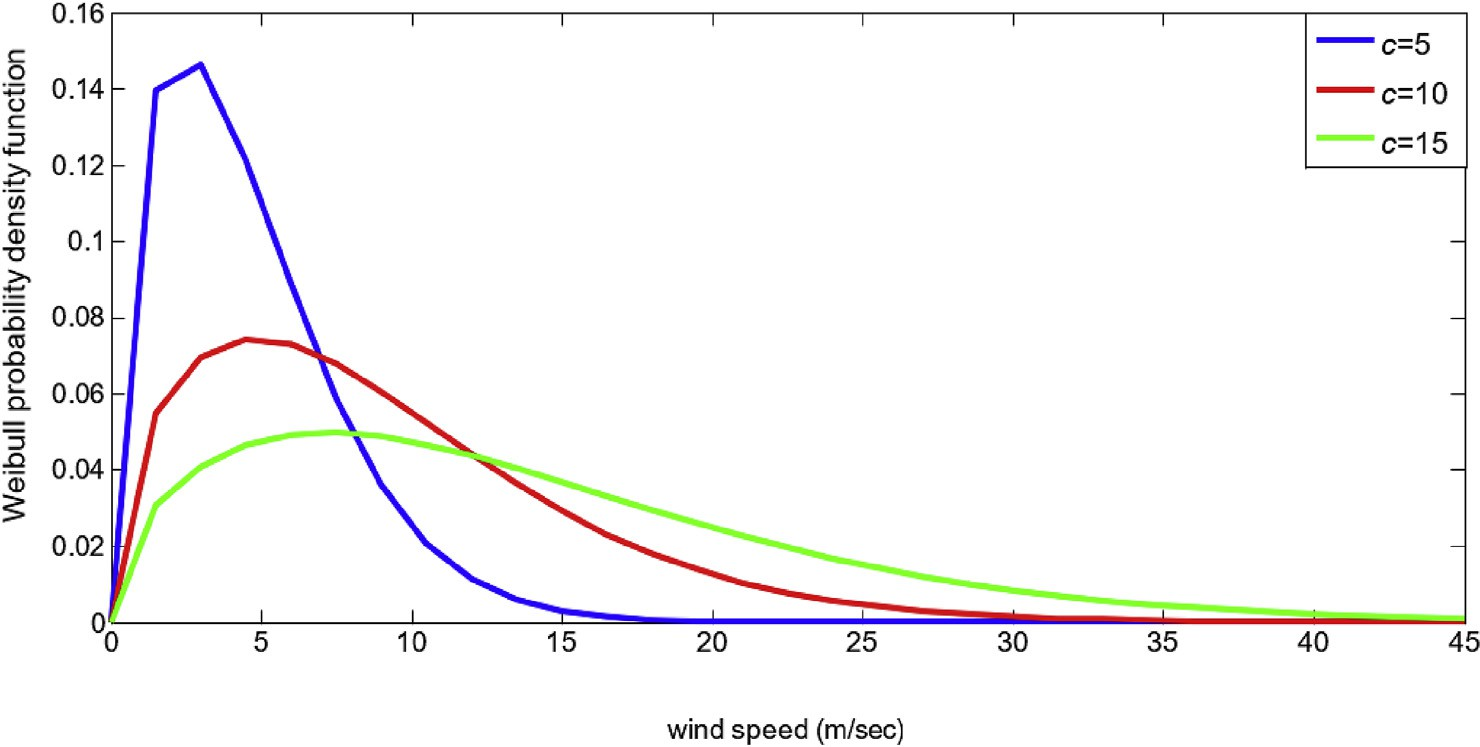 0.16
0.14
0.12
0.1
0.08
0.06
0.04
0.02
0
Weibull probability density function
c=5
c=10
c=15
0 5 10 15 20 25 30 35 40 45
wind speed (m/sec)